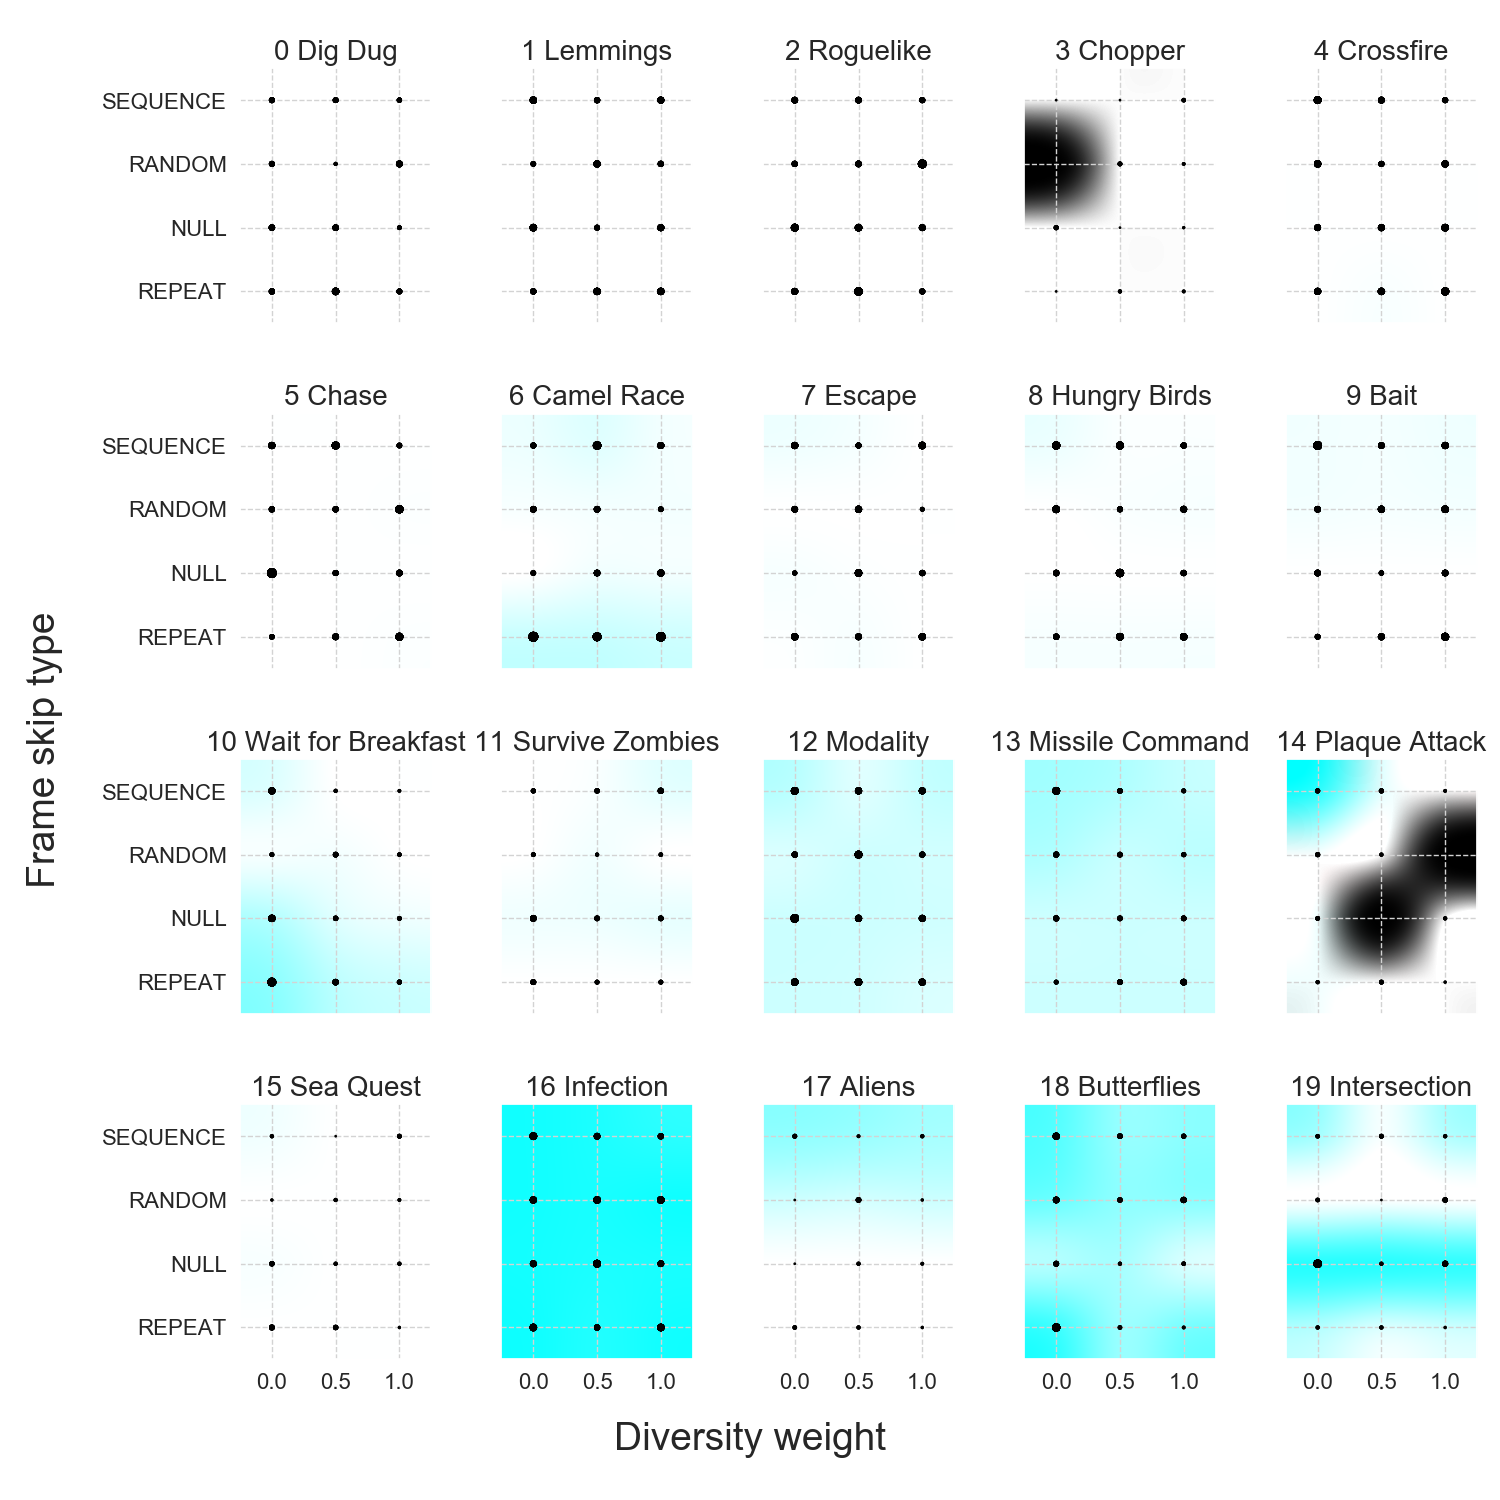 0 Dig Dug 1 Lemmings 2 Roguelike 3 Chopper 4 Crossfire
SEQUENCE
RANDOM
NULL
REPEAT
5 Chase 6 Camel Race 7 Escape 8 Hungry Birds 9 Bait
SEQUENCE
RANDOM
NULL
REPEAT
10 Wait for Breakfast 11 Survive Zombies 12 Modality 13 Missile Command 14 Plaque Attack
SEQUENCE
RANDOM
NULL
REPEAT
15 Sea Quest 16 Infection 17 Aliens 18 Butterflies 19 Intersection
SEQUENCE
RANDOM
NULL
REPEAT
0.0 0.5 1.0 0.0 0.5 1.0 0.0 0.5 1.0 0.0 0.5 1.0 0.0 0.5 1.0
Frame skip type
Diversity weight